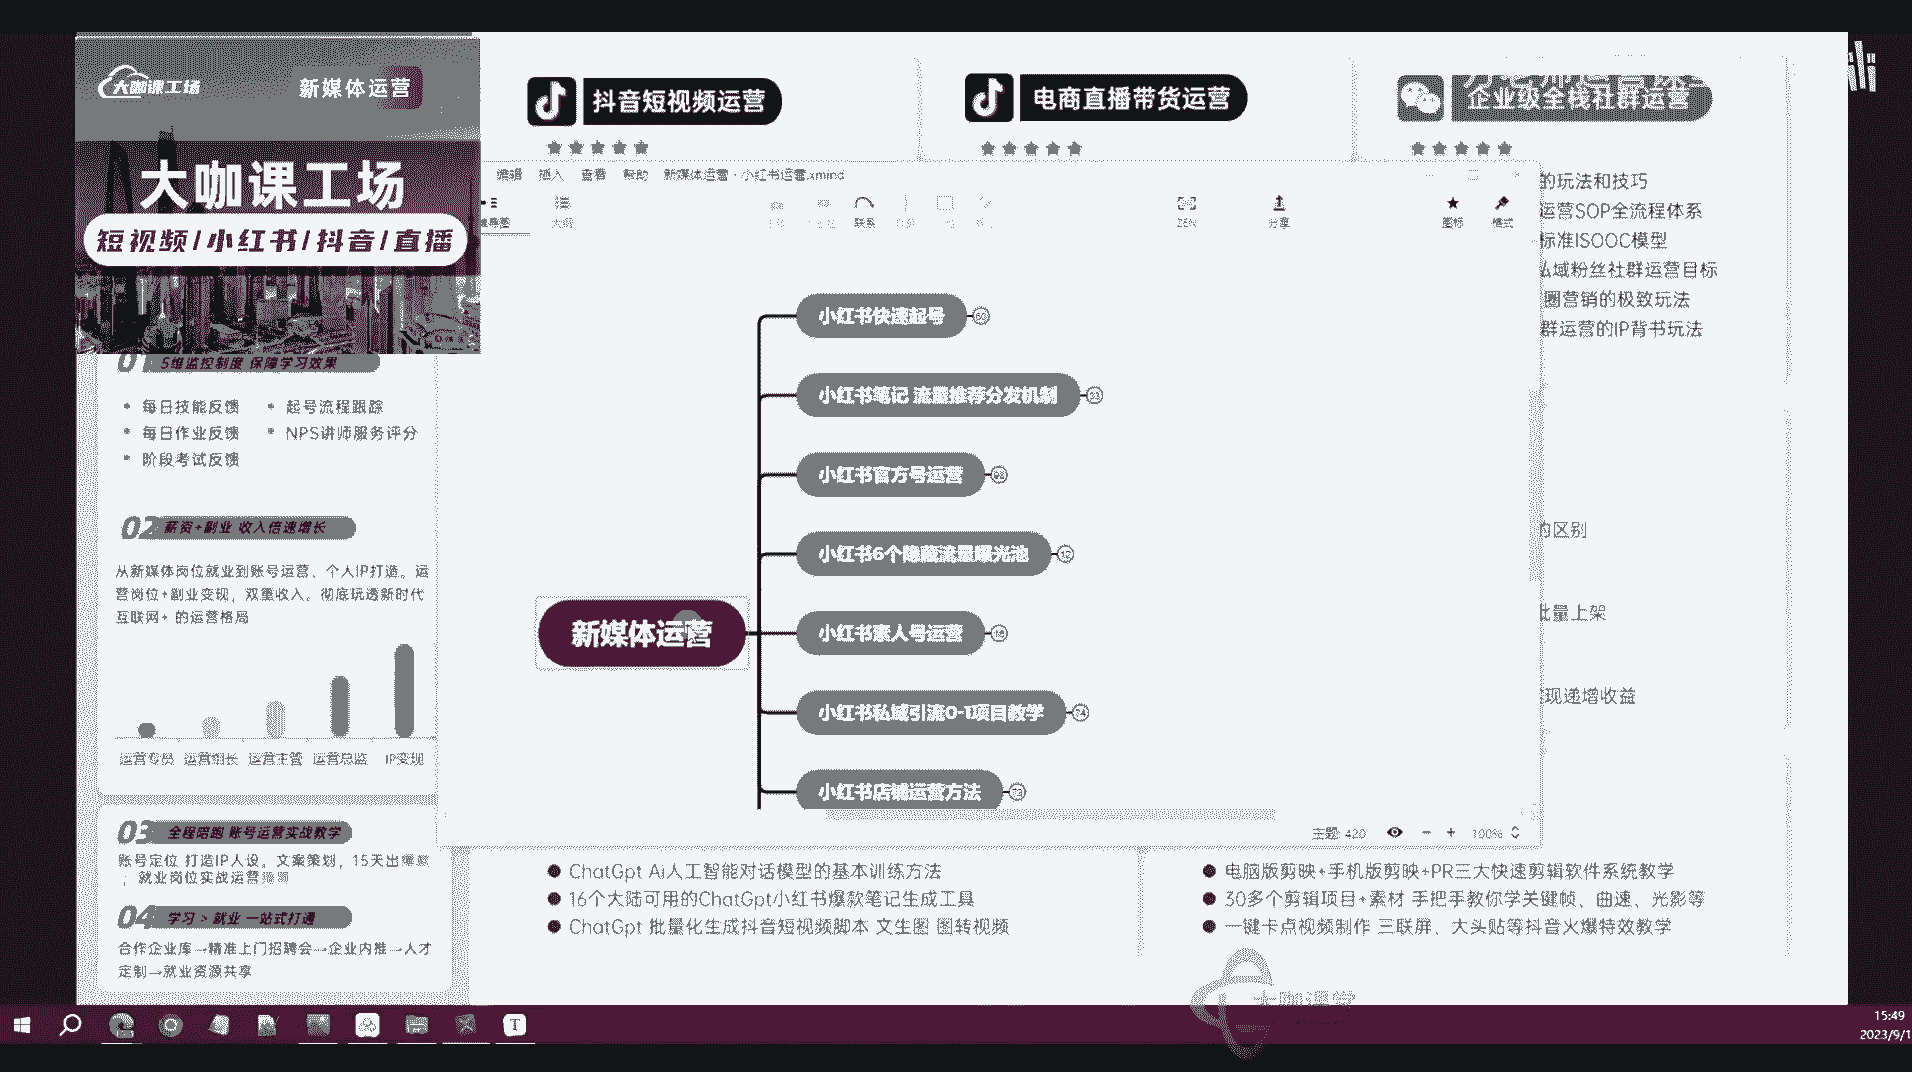 大咖课工场
新媒体运营
大咖课工场
短视频/小红书/抖音/直播
01 5维监控制度 保障学习效果
每日技能反馈
起号流程跟踪
每日作业反馈
NPS讲师服务评分
阶段考试反馈
02 薪资+副业 收入倍速增长
从新媒体岗位就业到账号运营、个人IP打造。运
营岗位+副业变现，双重收入。彻底玩透新时代
互联网+ 的运营格局
运营专员 运营组长 运营主管 运营总监 IP变现
03 全程陪跑 账号运营实战教学
账号定位 打造IP人设。文案策划，15天出爆款
；就业岗位实战运营
04 学习 > 就业 一站式打通
合作企业库→精准上门招聘会→企业内推→人才
定制→就业资源共享
抖音短视频运营
电商直播带货运营
企业级全栈社群运营
编辑 插入 查看 帮助 新媒体运营·小红书运营.xmind
大纲
联系
ZEN
分享
图标
格式
新媒体运营
小红书快速起号
小红书笔记 流量推荐分发机制
小红书官方号运营
小红书6个隐蔽流量曝光池
小红书素人号运营
小红书私域引流0-1项目教学
小红书店铺运营方法
主题: 420
100%
的玩法和技巧
运营SOP全流程体系
标准ISOOC模型
私域粉丝社群运营目标
圈营销的极致玩法
群运营的IP背书玩法
的区别
批量上架
现递增收益
ChatGpt Ai人工智能对话模型的基本训练方法
16个大陆可用的ChatGpt小红书爆款笔记生成工具
ChatGpt 批量化生成抖音短视频脚本 文生图 图转视频
电脑版剪映+手机版剪映+PR三大快速剪辑软件系统教学
30多个剪辑项目+素材 手把手教你学关键帧、曲速、光影等
一键卡点视频制作 三联屏、大头贴等抖音火爆特效教学
大咖课堂
15:49
2023/9/1